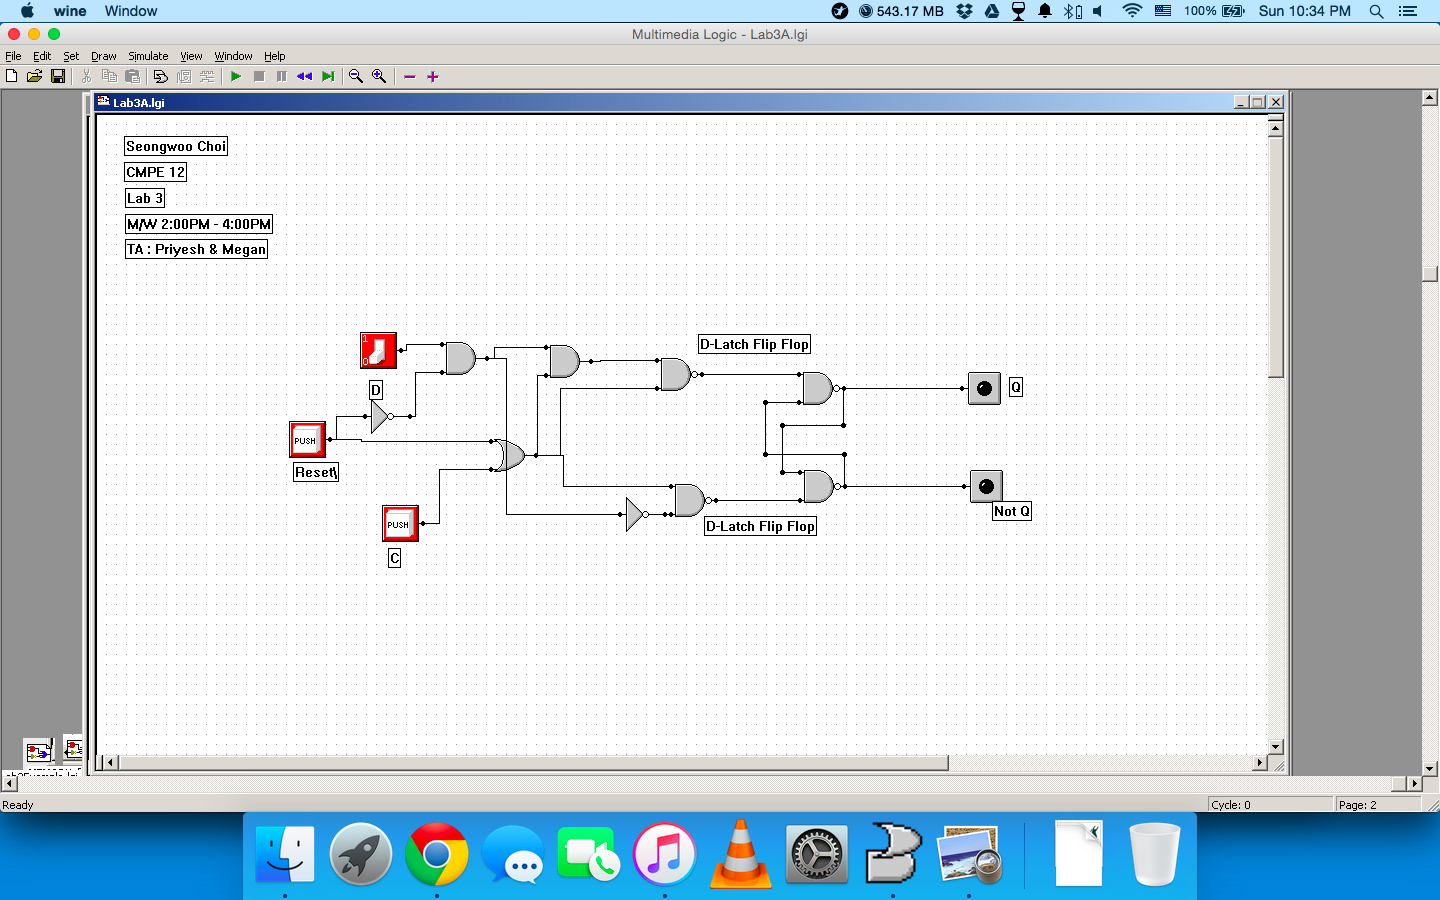 wine Window 543.17 MB 100% Sun 10:34 PM
Multimedia Logic - Lab3A.lgi
File Edit Set Draw Simulate View Window Help
Lab3A.lgi
Seongwoo Choi
CMPE 12
Lab 3
M/W 2:00PM - 4:00PM
TA : Priyesh & Megan
1
0
D-Latch Flip Flop
D
Q
PUSH
Reset\
PUSH
Not Q
D-Latch Flip Flop
C
Ready Cycle: 0 Page: 2